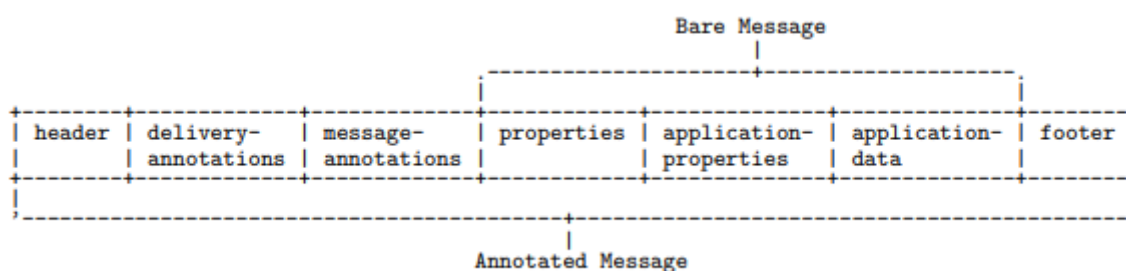 Bare Message
header delivery- message- properties application- application- footer
annotations annotations properties data
Annotated Message